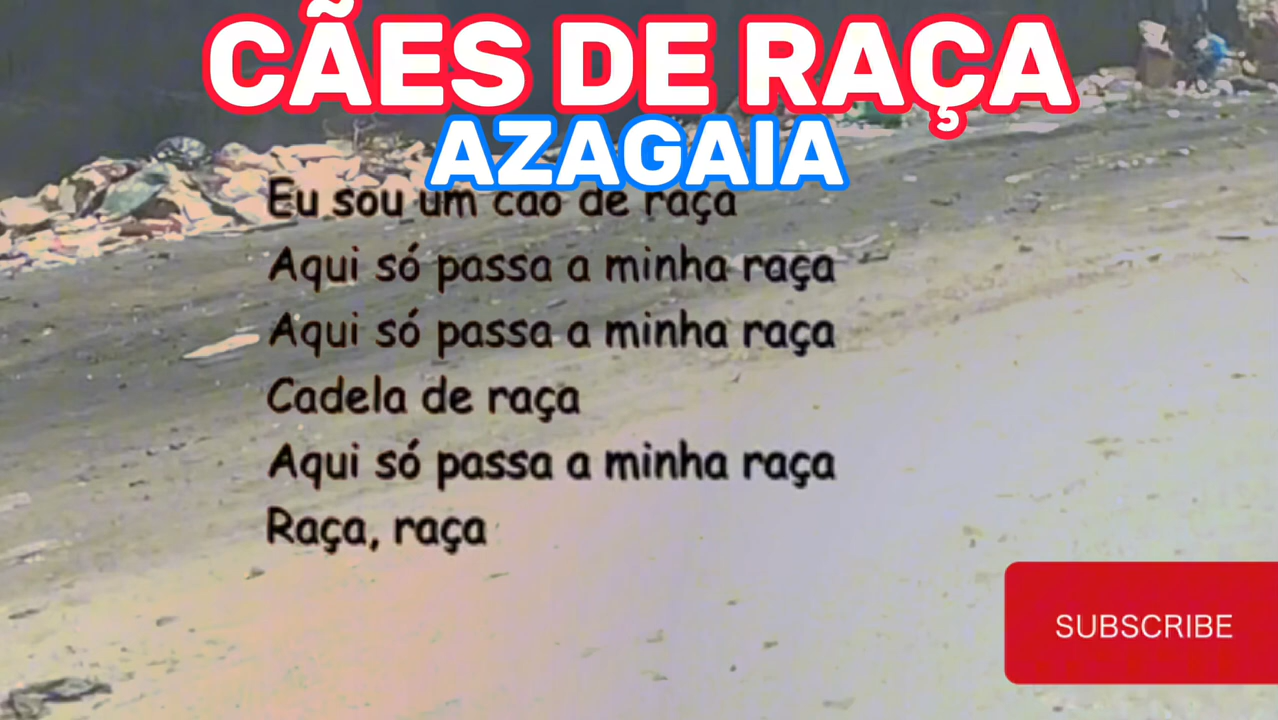 CÃES DE RAÇA
AZAGAIA
Eu sou um cão de raça
Aqui só passa a minha raça
Aqui só passa a minha raça
Cadela de raça
Aqui só passa a minha raça
Raça, raça
SUBSCRIBE